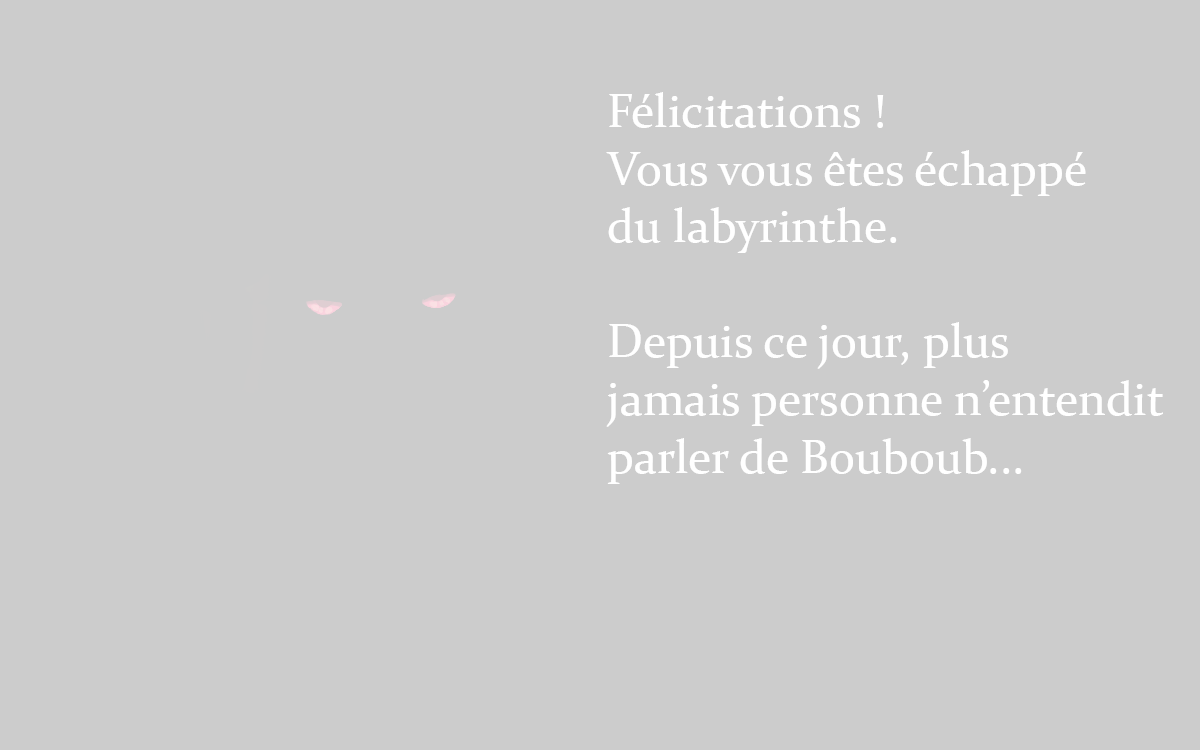 Félicitations !
Vous vous êtes échappé
du labyrinthe.
Depuis ce jour, plus
jamais personne n’entendit
parler de Bouboub...